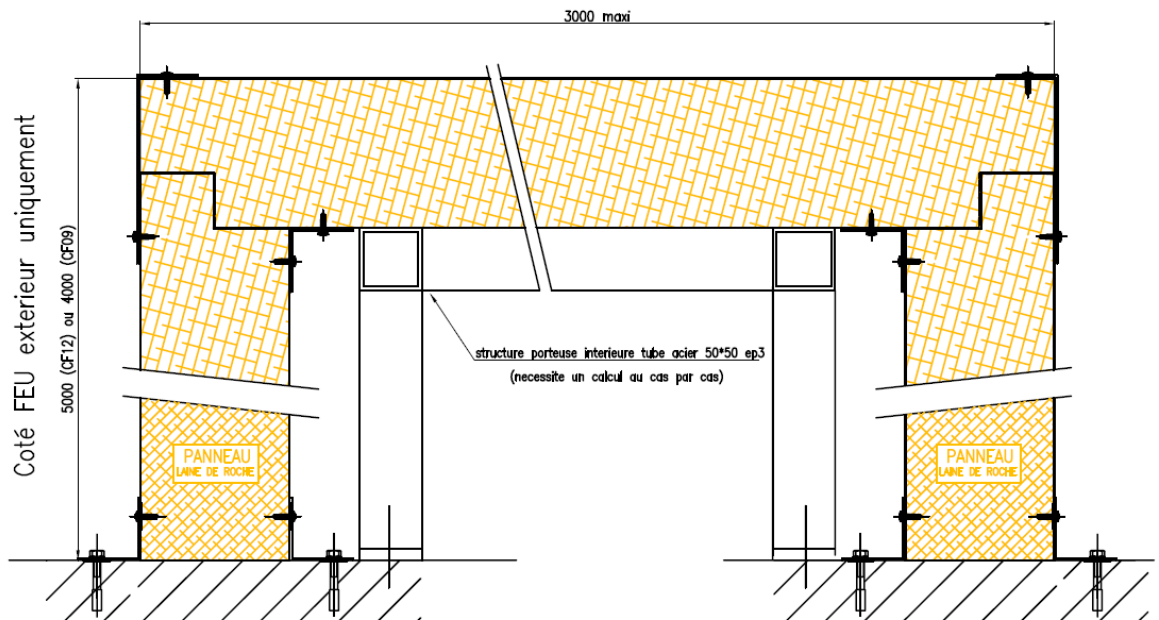 3000 maxi
Coté FEU exterieur uniquement
5000 (CF12) ou 4000 (CF09)
structure porteuse interieure tube acier 50*50 ep3
(necessite un calcul au cas par cas)
PANNEAU
LAINE DE ROCHE
PANNEAU
LAINE DE ROCHE